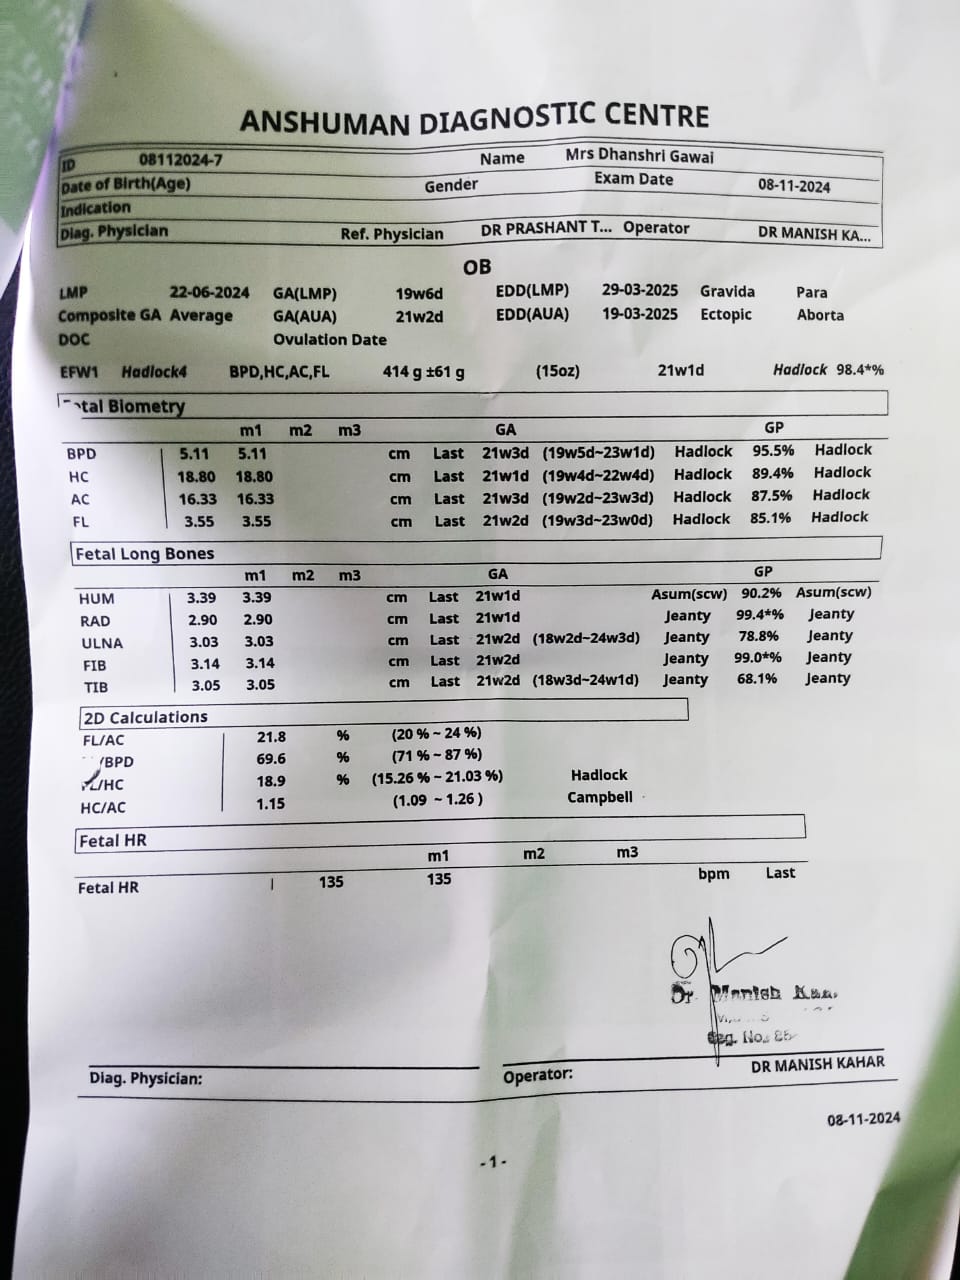 ANSHUMAN DIAGNOSTIC CENTRE
ID 08112024-7 Name Mrs Dhanshri Gawai
Date of Birth(Age) Gender Exam Date 08-11-2024
Indication
Diag. Physician Ref. Physician DR PRASHANT T... Operator DR MANISH KA...
OB
LMP 22-06-2024 GA(LMP) 19w6d EDD(LMP) 29-03-2025 Gravida Para
Composite GA Average GA(AUA) 21w2d EDD(AUA) 19-03-2025 Ectopic Aborta
DOC Ovulation Date
EFW1 Hadlock4 BPD,HC,AC,FL 414 g ±61 g (15oz) 21w1d Hadlock 98.4*%
Biometry
m1 m2 m3 GA GP
BPD 5.11 5.11 cm Last 21w3d (19w5d~23w1d) Hadlock 95.5% Hadlock
HC 18.80 18.80 cm Last 21w1d (19w4d~22w4d) Hadlock 89.4% Hadlock
AC 16.33 16.33 cm Last 21w3d (19w2d~23w3d) Hadlock 87.5% Hadlock
FL 3.55 3.55 cm Last 21w2d (19w3d~23w0d) Hadlock 85.1% Hadlock
Fetal Long Bones
m1 m2 m3 GA GP
HUM 3.39 3.39 cm Last 21w1d Asum(scw) 90.2% Asum(scw)
RAD 2.90 2.90 cm Last 21w1d Jeanty 99.4*% Jeanty
ULNA 3.03 3.03 cm Last 21w2d (18w2d~24w3d) Jeanty 78.8% Jeanty
FIB 3.14 3.14 cm Last 21w2d Jeanty 99.0*% Jeanty
TIB 3.05 3.05 cm Last 21w2d (18w3d~24w1d) Jeanty 68.1% Jeanty
2D Calculations
FL/AC 21.8 % (20 % ~ 24 %)
/BPD 69.6 % (71 % ~ 87 %)
/HC 18.9 % (15.26 % ~ 21.03 %) Hadlock
HC/AC 1.15 (1.09 ~ 1.26 ) Campbell
Fetal HR
m1 m2 m3
Fetal HR 135 135 bpm Last
Dr. Manish
Reg. No.
Diag. Physician: Operator: DR MANISH KAHAR
08-11-2024
-1-